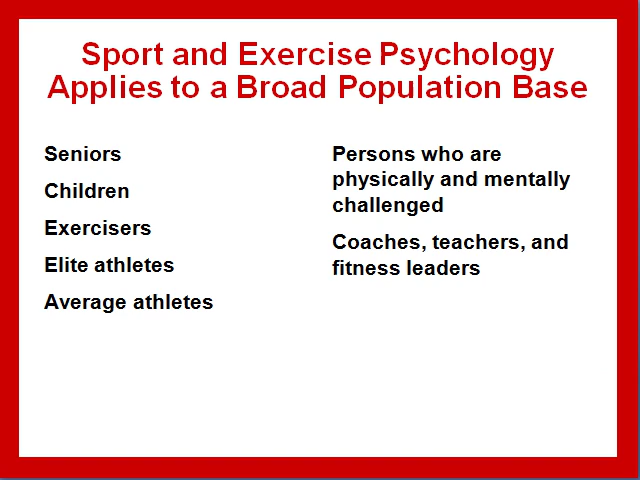 Sport and Exercise Psychology
Applies to a Broad Population Base
Seniors
Children
Exercisers
Elite athletes
Average athletes
Persons who are
physically and mentally
challenged
Coaches, teachers, and
fitness leaders